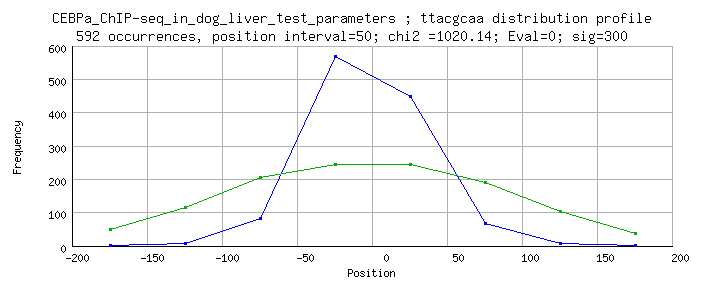 CEBPa_ChIP-seq_in_dog_liver_test_parameters ; ttacgcaa distribution profile
592 occurrences, position interval=50; chi2 =1020.14; Eval=0; sig=300
600
500
400
300
200
100
0
Frequency
-200 -150 -100 -50 0 50 100 150 200
Position